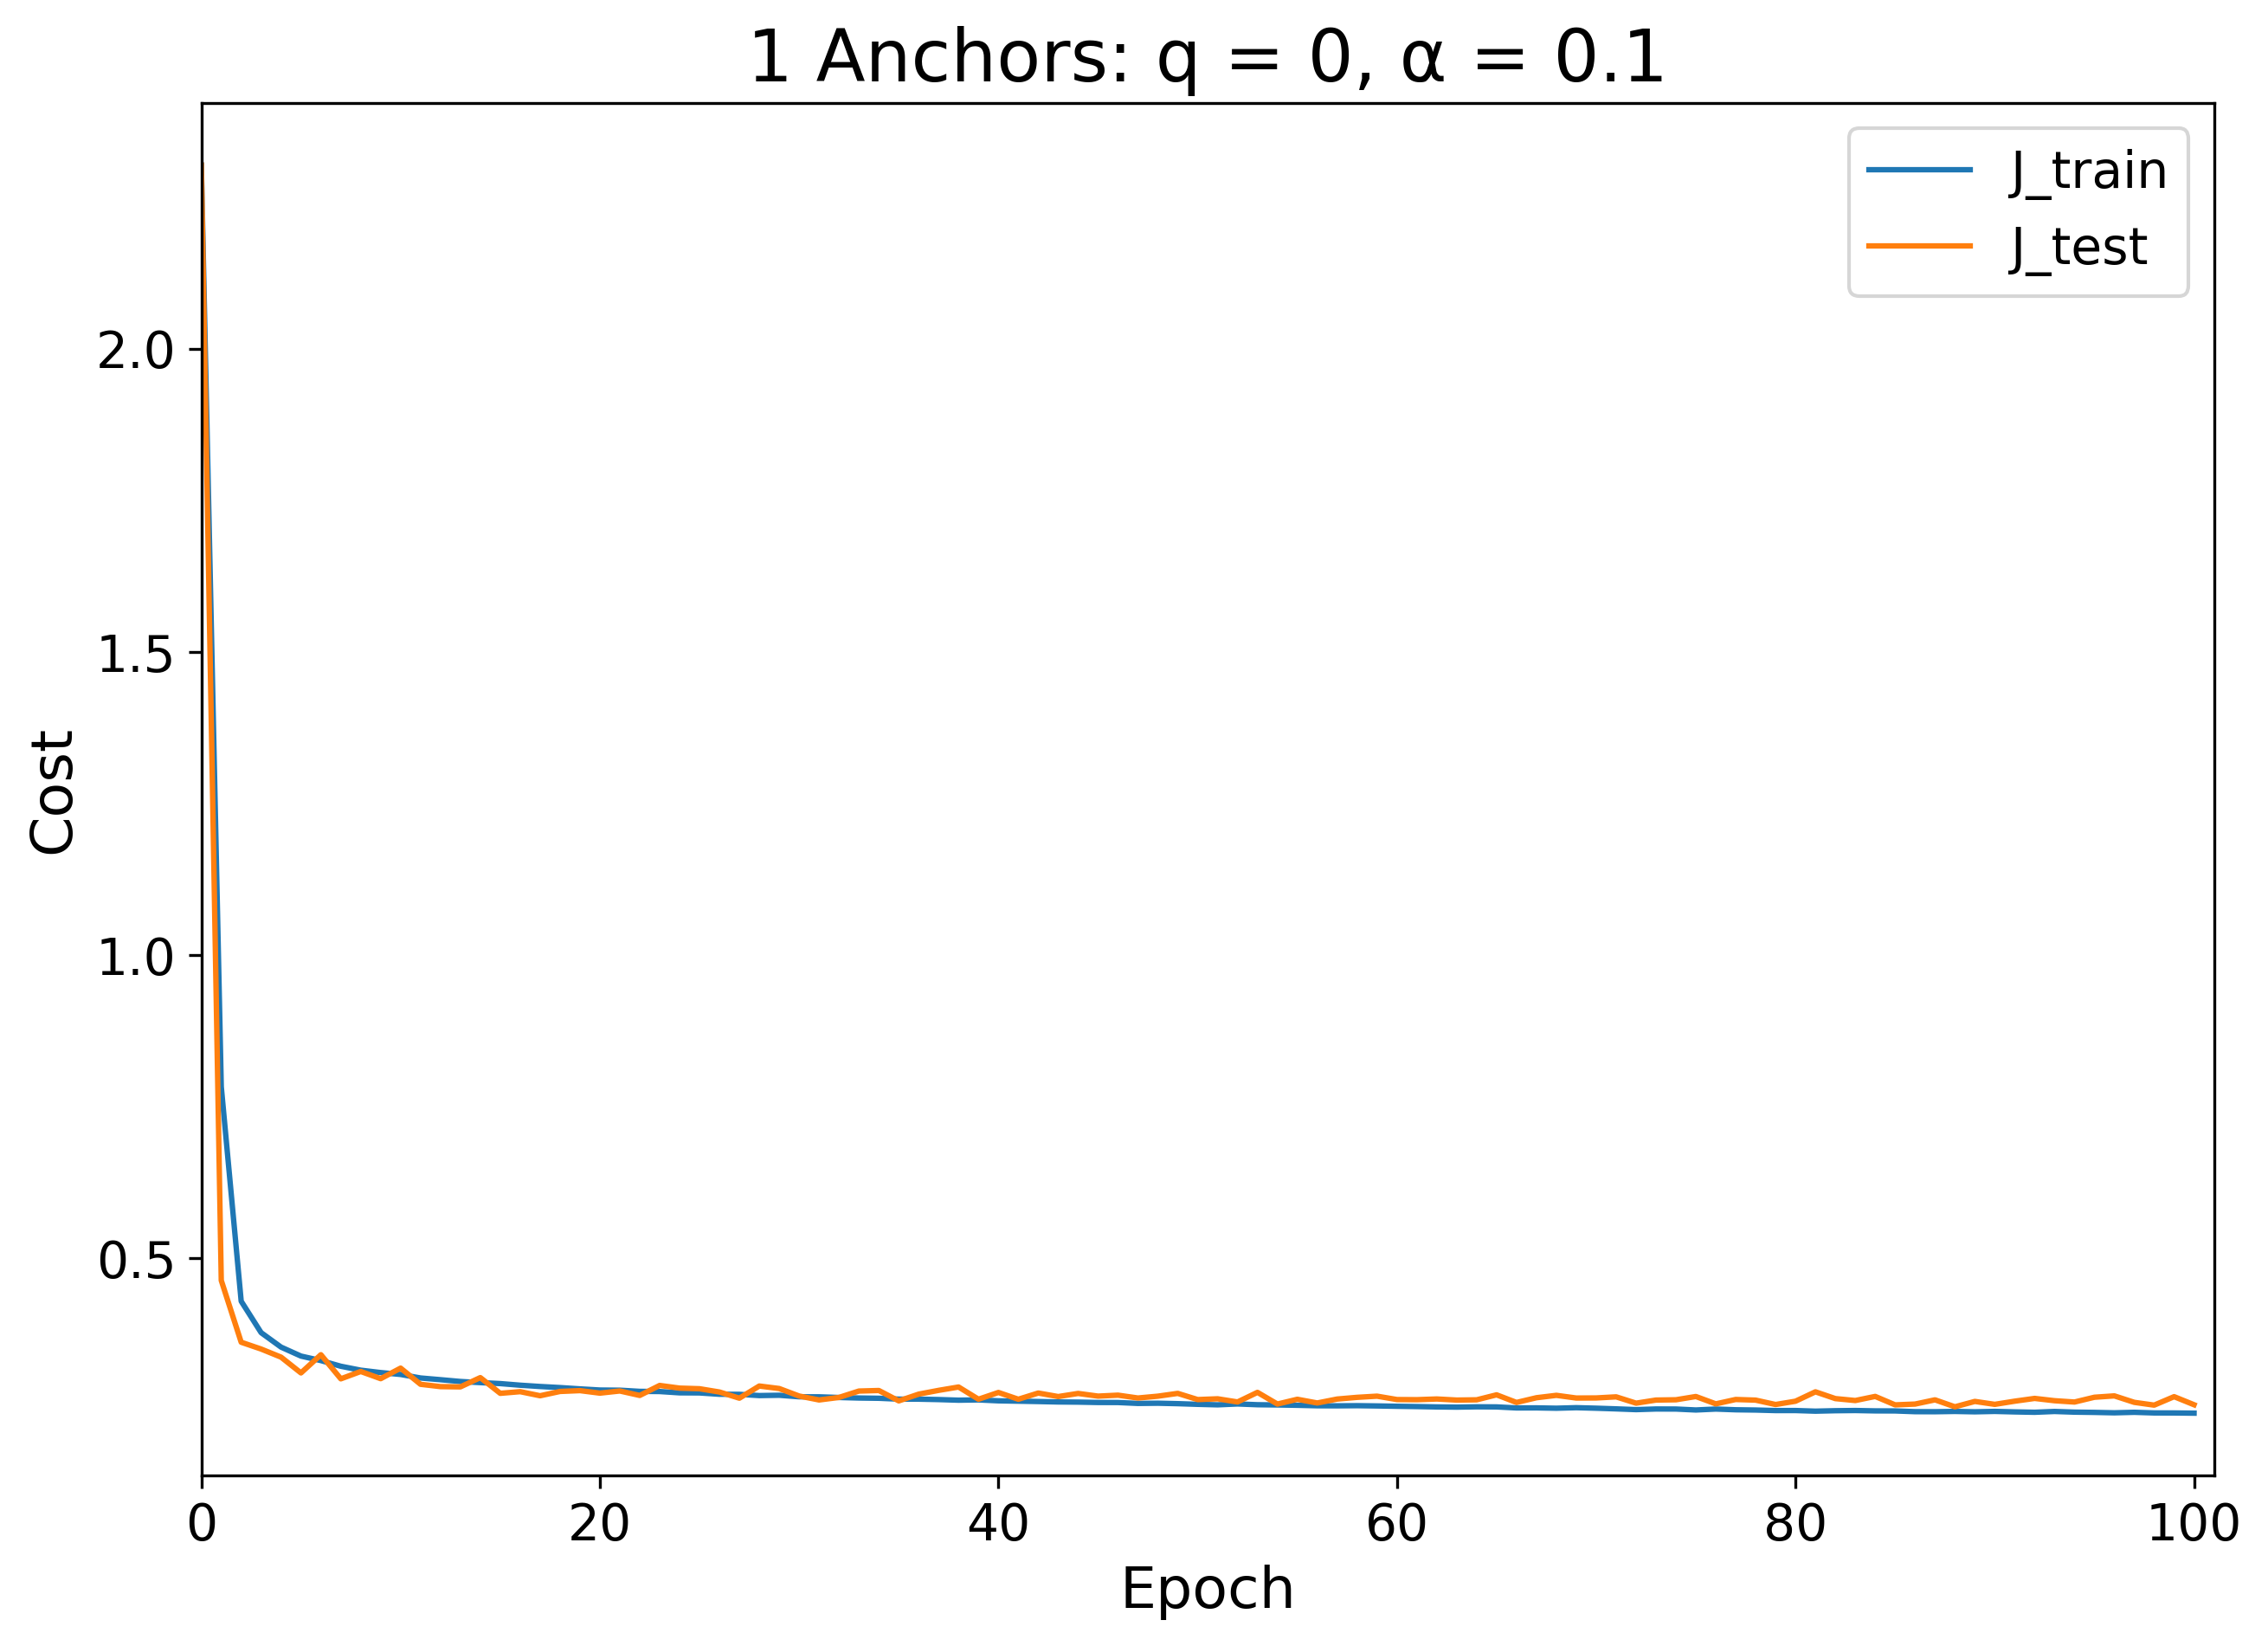 1 Anchors: q = 0, α = 0.1
J_train
J_test
2.0
1.5
1.0
0.5
Cost
0 20 40 60 80 100
Epoch